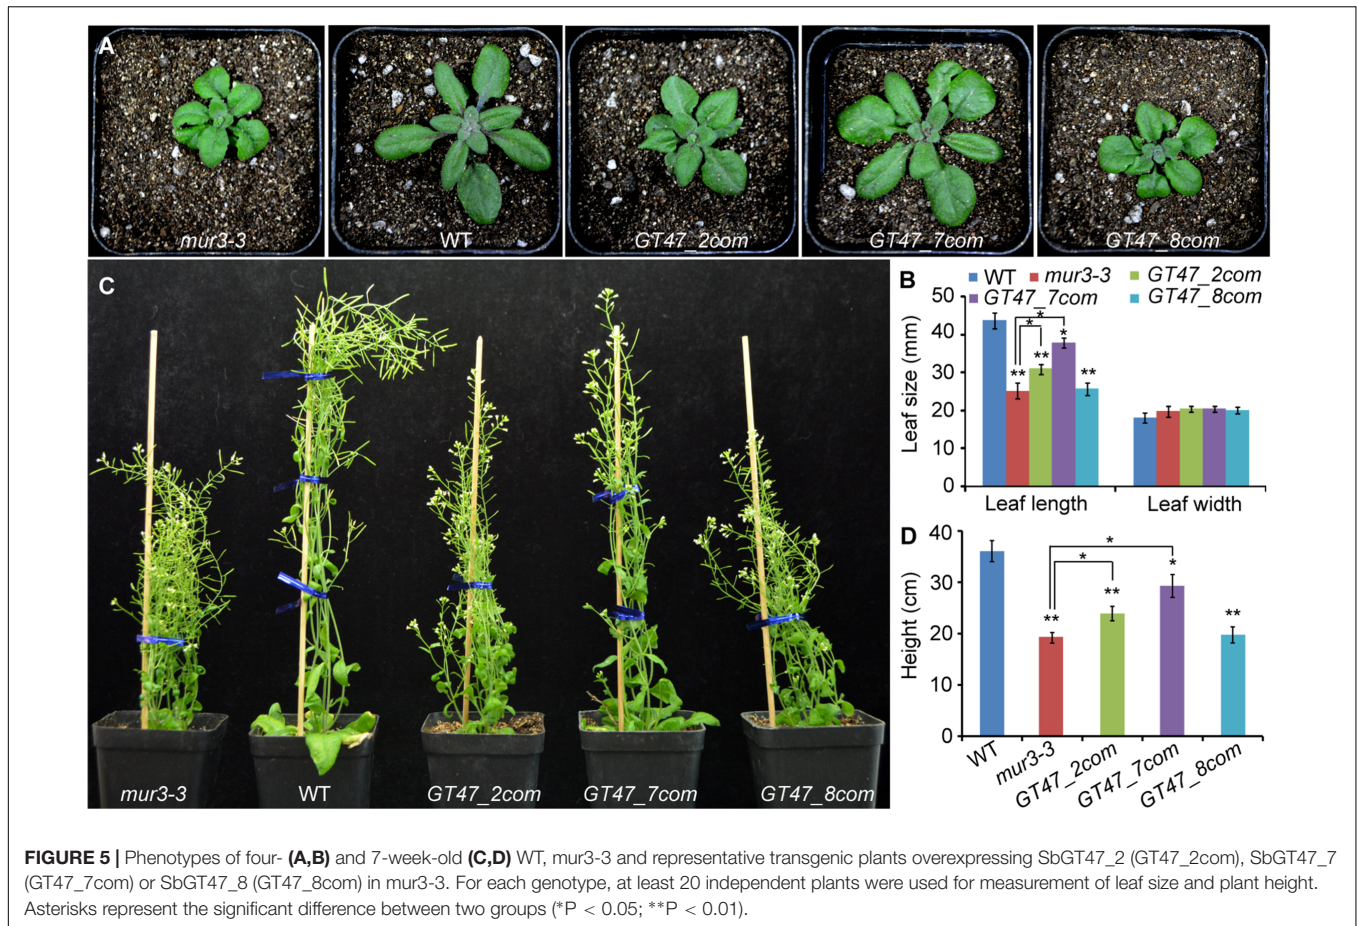 A
mur3-3
WT
GT47_2com
GT47_7com
GT47_8com
C
mur3-3
WT
GT47_2com
GT47_7com
GT47_8com
B
WT mur3-3 GT47_2com
GT47_7com GT47_8com
50
40
30
20
10
0
Leaf size (mm)
* *
** ** * **
Leaf length Leaf width
D
40
30
20
10
0
Height (cm)
* *
** ** * **
WT
mur3-3
GT47_2com
GT47_7com
GT47_8com
FIGURE 5 | Phenotypes of four- (A,B) and 7-week-old (C,D) WT, mur3-3 and representative transgenic plants overexpressing SbGT47_2 (GT47_2com), SbGT47_7
(GT47_7com) or SbGT47_8 (GT47_8com) in mur3-3. For each genotype, at least 20 independent plants were used for measurement of leaf size and plant height.
Asterisks represent the significant difference between two groups (*P < 0.05; **P < 0.01).